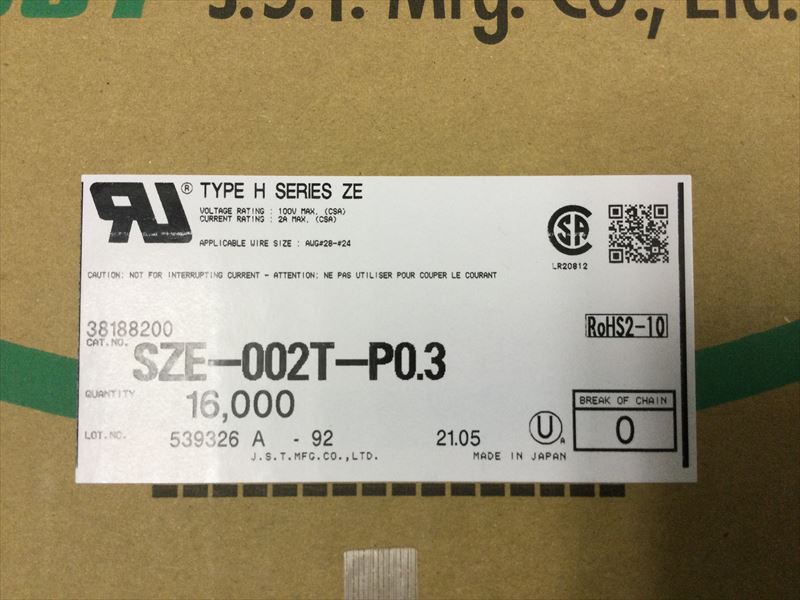 J.S.T. Mfg. Co., Ltd.
® TYPE H SERIES ZE
VOLTAGE RATING : 100V MAX. (CSA)
CURRENT RATING : 2A MAX. (CSA)
APPLICABLE WIRE SIZE : AWG#28-#24
LR20812
CAUTION: NOT FOR INTERRUPTING CURRENT - ATTENTION: NE PAS UTILISER POUR COUPER LE COURANT
38188200
RoHS2-10
CAT.NO. SZE-002T-P0.3
QUANTITY 16,000
BREAK OF CHAIN
0
LOT.NO. 539326 A - 92 21.05
J.S.T.MFG.CO.,LTD. MADE IN JAPAN